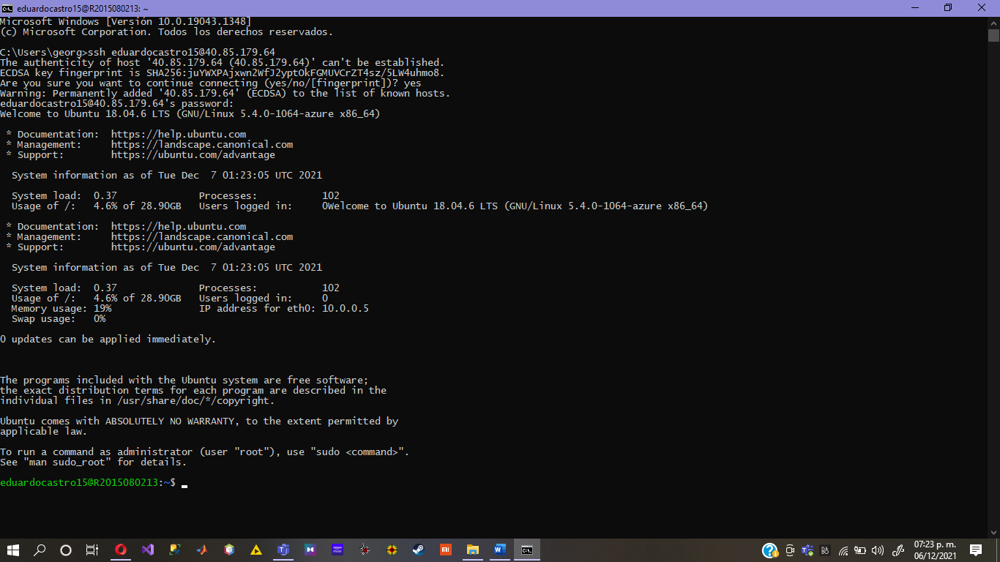 eduardocastro15@R2015080213: ~
Microsoft Windows [Versión 10.0.19043.1348]
(c) Microsoft Corporation. Todos los derechos reservados.
C:\Users\georg>ssh eduardocastro15@40.85.179.64
The authenticity of host '40.85.179.64 (40.85.179.64)' can't be established.
ECDSA key fingerprint is SHA256:juYWXPAjxwn2WfJ2yptOkFGMUVCrZT4sz/5LW4uhmo8.
Are you sure you want to continue connecting (yes/no/[fingerprint])? yes
Warning: Permanently added '40.85.179.64' (ECDSA) to the list of known hosts.
eduardocastro15@40.85.179.64's password:
Welcome to Ubuntu 18.04.6 LTS (GNU/Linux 5.4.0-1064-azure x86_64)
* Documentation:  https://help.ubuntu.com
* Management:     https://landscape.canonical.com
* Support:        https://ubuntu.com/advantage
System information as of Tue Dec  7 01:23:05 UTC 2021
System load:  0.37              Processes:           102
Usage of /:   4.6% of 28.90GB   Users logged in:     0Welcome to Ubuntu 18.04.6 LTS (GNU/Linux 5.4.0-1064-azure x86_64)
* Documentation:  https://help.ubuntu.com
* Management:     https://landscape.canonical.com
* Support:        https://ubuntu.com/advantage
System information as of Tue Dec  7 01:23:05 UTC 2021
System load:  0.37              Processes:           102
Usage of /:   4.6% of 28.90GB   Users logged in:     0
Memory usage: 19%               IP address for eth0: 10.0.0.5
Swap usage:   0%
0 updates can be applied immediately.
The programs included with the Ubuntu system are free software;
the exact distribution terms for each program are described in the
individual files in /usr/share/doc/*/copyright.
Ubuntu comes with ABSOLUTELY NO WARRANTY, to the extent permitted by
applicable law.
To run a command as administrator (user "root"), use "sudo <command>".
See "man sudo_root" for details.
eduardocastro15@R2015080213:~$
07:23 p. m.
06/12/2021